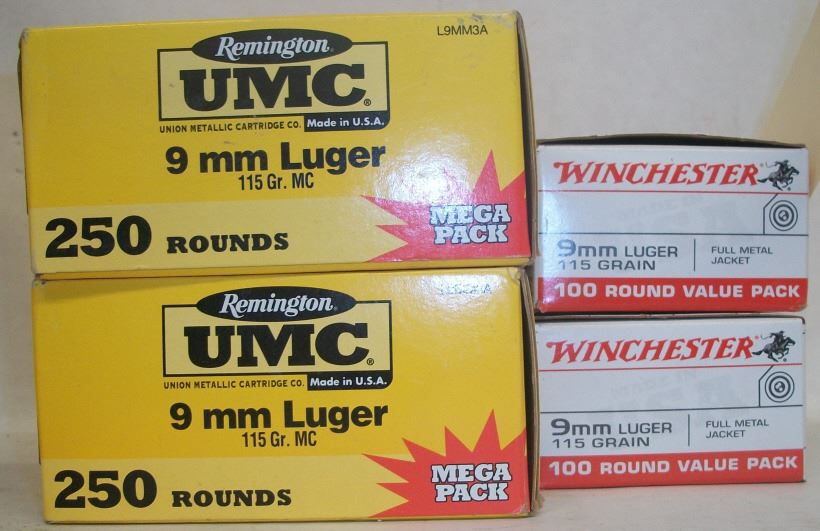 Remington®
L9MM3A
UMC®
UNION METALLIC CARTRIDGE CO. Made in U.S.A.
9 mm Luger
115 Gr. MC
250 ROUNDS
MEGA
PACK
Remington®
UMC®
UNION METALLIC CARTRIDGE CO. Made in U.S.A.
9 mm Luger
115 Gr. MC
250 ROUNDS
MEGA
PACK
WINCHESTER®
9mm LUGER
115 GRAIN
FULL METAL
JACKET
100 ROUND VALUE PACK
WINCHESTER®
9mm LUGER
115 GRAIN
FULL METAL
JACKET
100 ROUND VALUE PACK